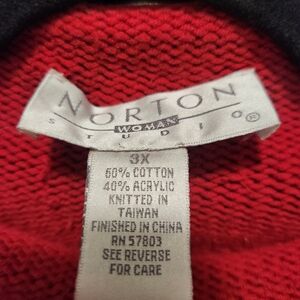 NORTON
WOMAN
STUDIO®
3X
60% COTTON
40% ACRYLIC
KNITTED IN
TAIWAN
FINISHED IN CHINA
RN 57803
SEE REVERSE
FOR CARE